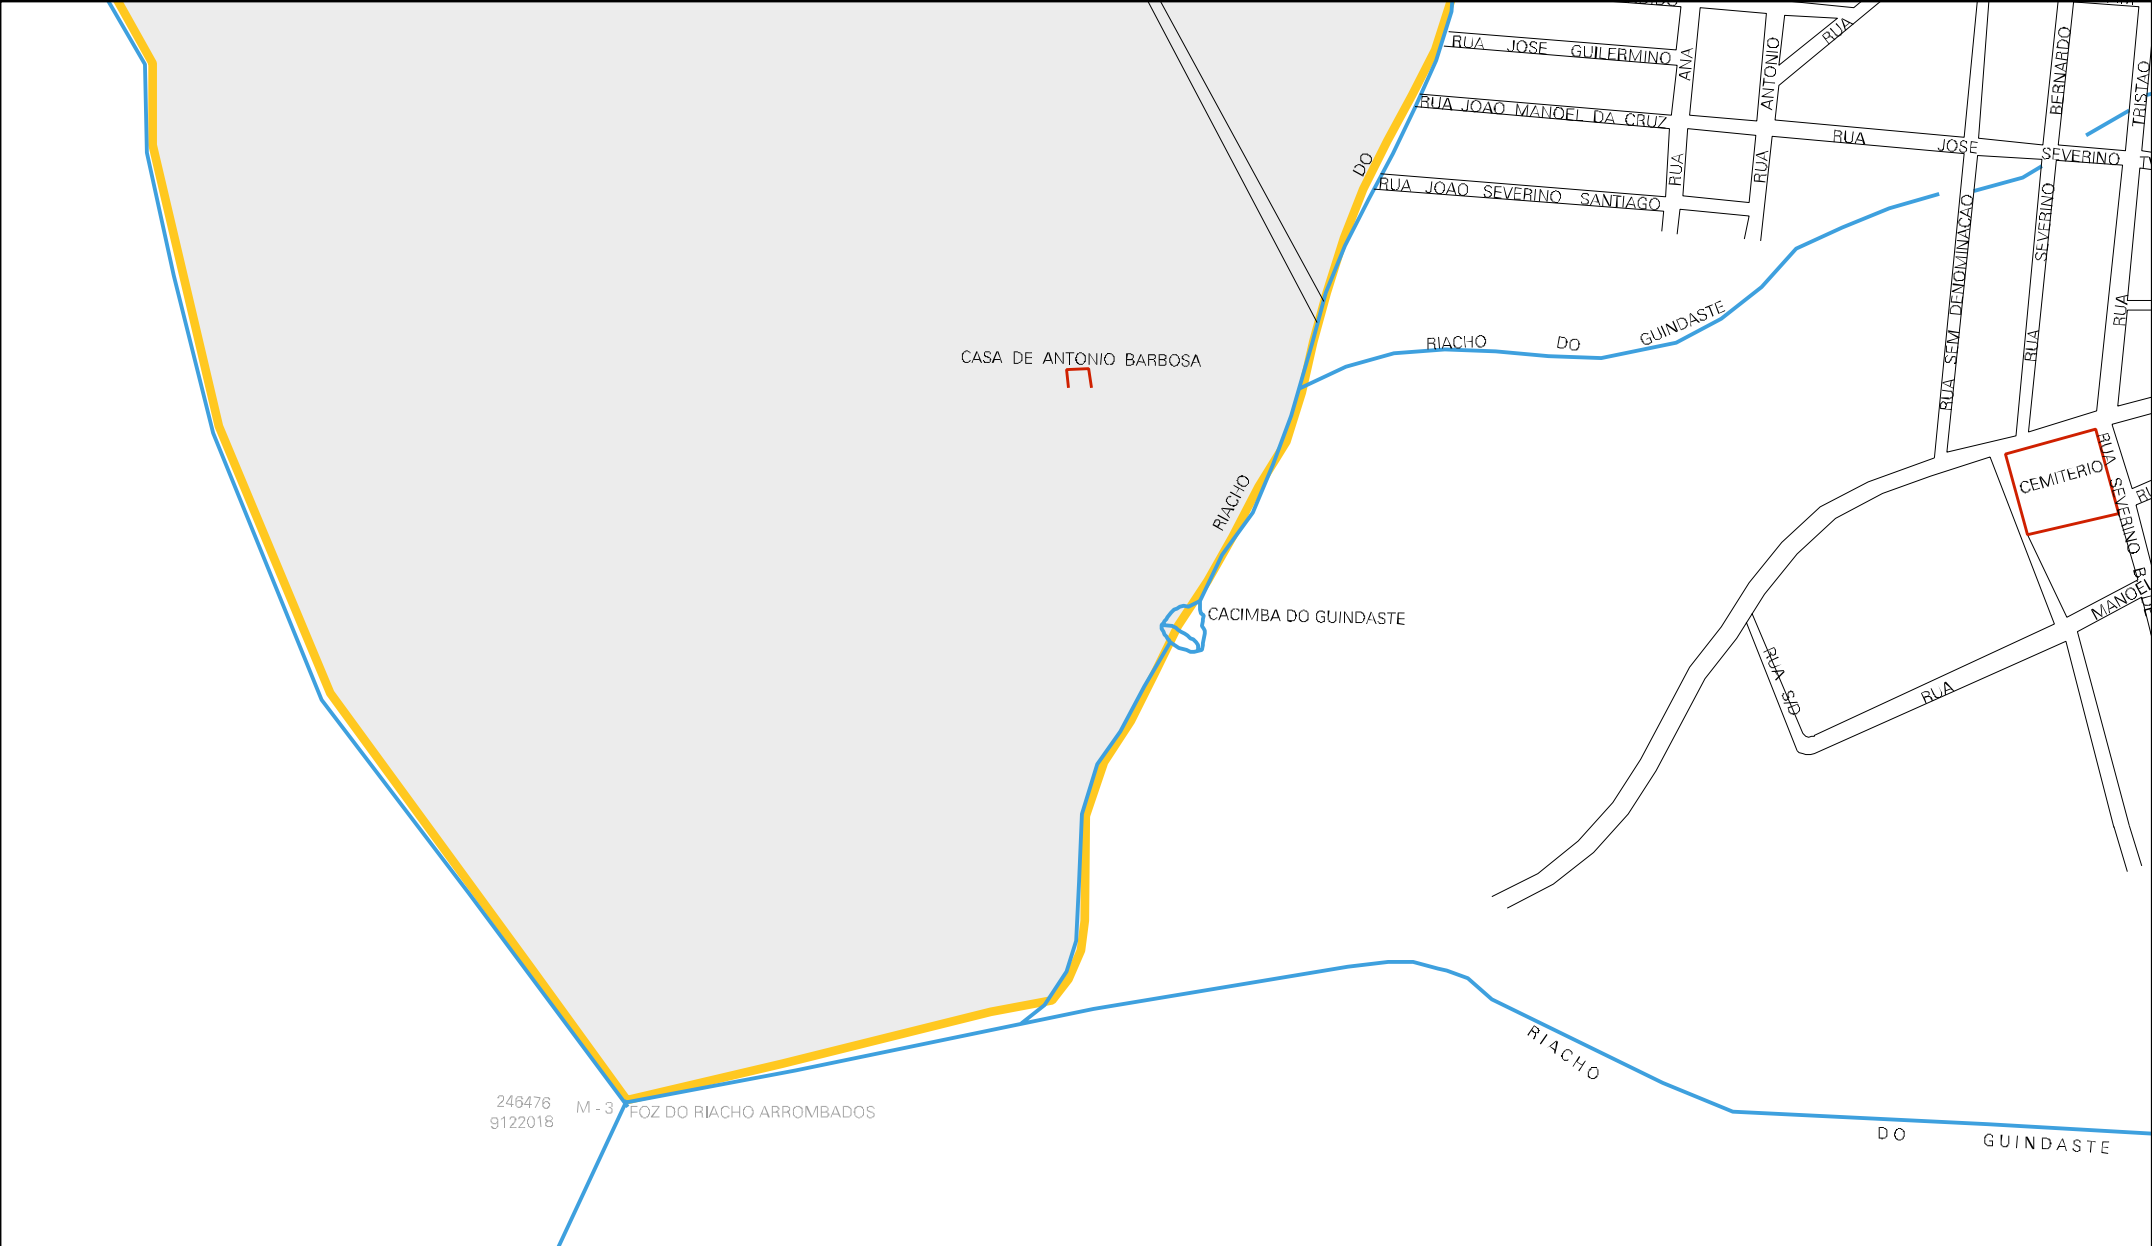 RUA JOSE GUILERMINO
ANA
ANTONIO
RUA
BERNARDO
TRISTAO
RUA JOAO MANOEL DA CRUZ
RUA JOSE SEVERINO
DO
RUA JOAO SEVERINO SANTIAGO
RUA
RUA
RUA SEM DENOMINACAO
RUA SEVERINO
RUA
RIACHO DO GUINDASTE
CASA DE ANTONIO BARBOSA
RIACHO
CEMITERIO
RUA SEVERINO B
CACIMBA DO GUINDASTE
MANOEL
RUA S/D
RUA
RIACHO
DO GUINDASTE
246476
9122018
M - 3
FOZ DO RIACHO ARROMBADOS